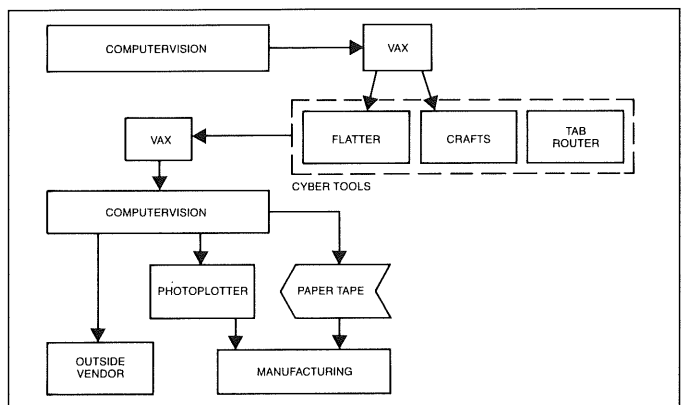 COMPUTERVISION
VAX
FLATTER
CRAFTS
TAB
ROUTER
VAX
CYBER TOOLS
COMPUTERVISION
PHOTOPLOTTER
PAPER TAPE
OUTSIDE
VENDOR
MANUFACTURING